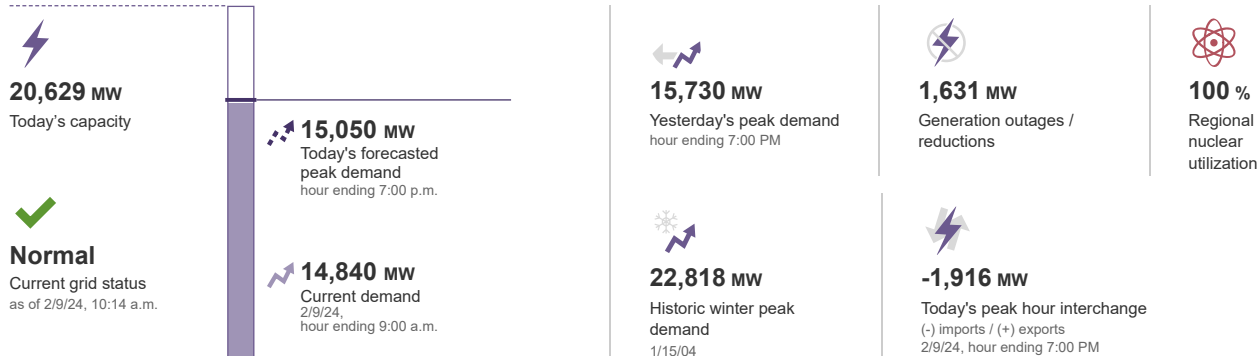 20,629 MW
Today's capacity
Normal
Current grid status
as of 2/9/24, 10:14 a.m.
15,050 MW
Today's forecasted
peak demand
hour ending 7:00 p.m.
14,840 MW
Current demand
2/9/24,
hour ending 9:00 a.m.
15,730 MW
Yesterday's peak demand
hour ending 7:00 PM
1,631 MW
Generation outages /
reductions
100 %
Regional
nuclear
utilization
22,818 MW
Historic winter peak
demand
1/15/04
-1,916 MW
Today's peak hour interchange
(-) imports / (+) exports
2/9/24, hour ending 7:00 PM